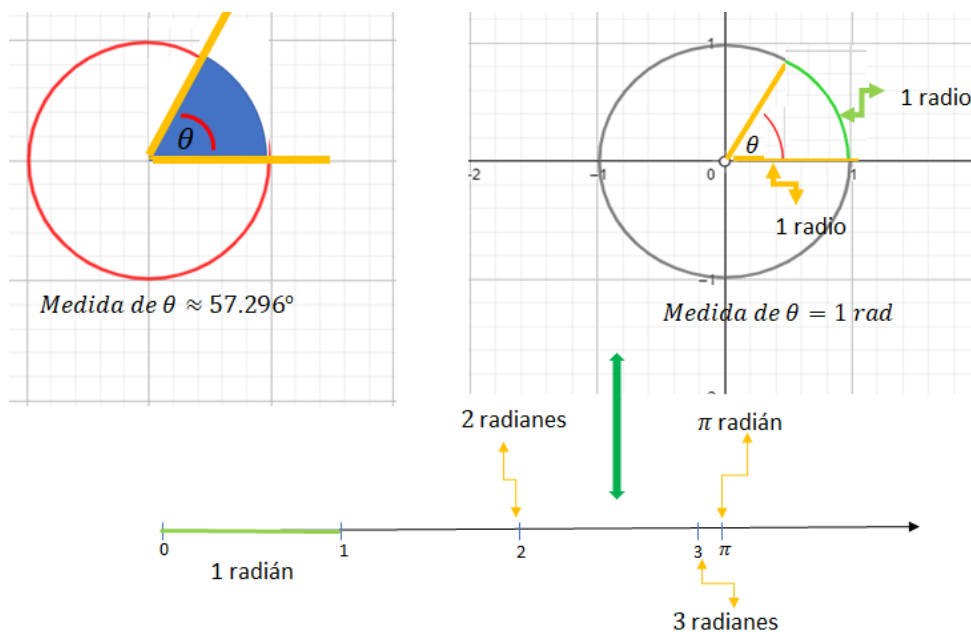 θ
Medida de θ ≈ 57.296°
1
-2
-1
0
1
-1
θ
1 radio
1 radio
Medida de θ = 1 rad
2 radianes
π radián
0
1
2
3
π
1 radián
3 radianes